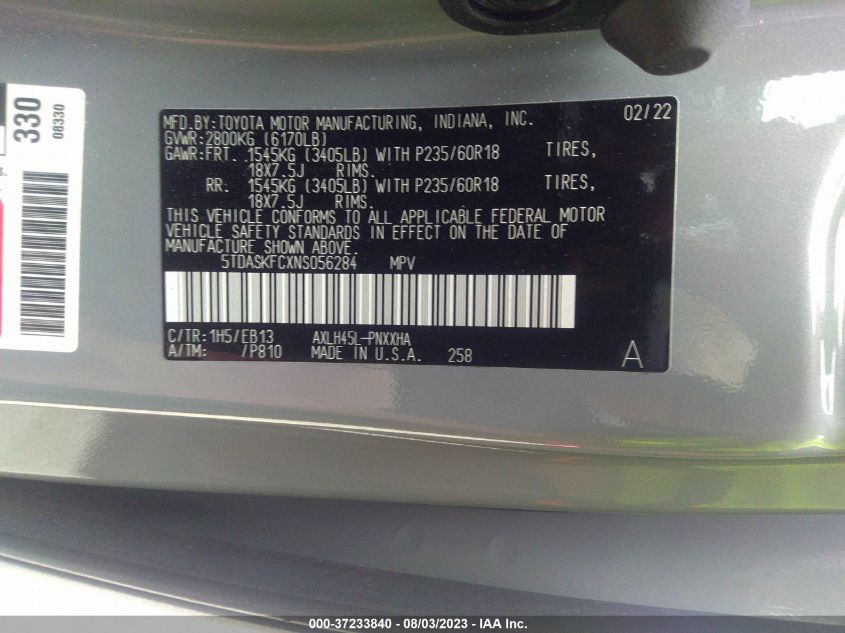 330
08330
MFD.BY:TOYOTA MOTOR MANUFACTURING, INDIANA, INC. 02/22
GVWR:2800KG (6170LB)
GAWR:FRT. 1545KG (3405LB) WITH P235/60R18 TIRES,
18X7.5J RIMS.
RR. 1545KG (3405LB) WITH P235/60R18 TIRES,
18X7.5J RIMS.
THIS VEHICLE CONFORMS TO ALL APPLICABLE FEDERAL MOTOR
VEHICLE SAFETY STANDARDS IN EFFECT ON THE DATE OF
MANUFACTURE SHOWN ABOVE.
5TDASKFCXNS056284 MPV
C/TR:1H5/EB13 AXLH45L-PNXXHA
A/TM: /P810 MADE IN U.S.A. 258
A
000-37233840 - 08/03/2023 - IAA Inc.